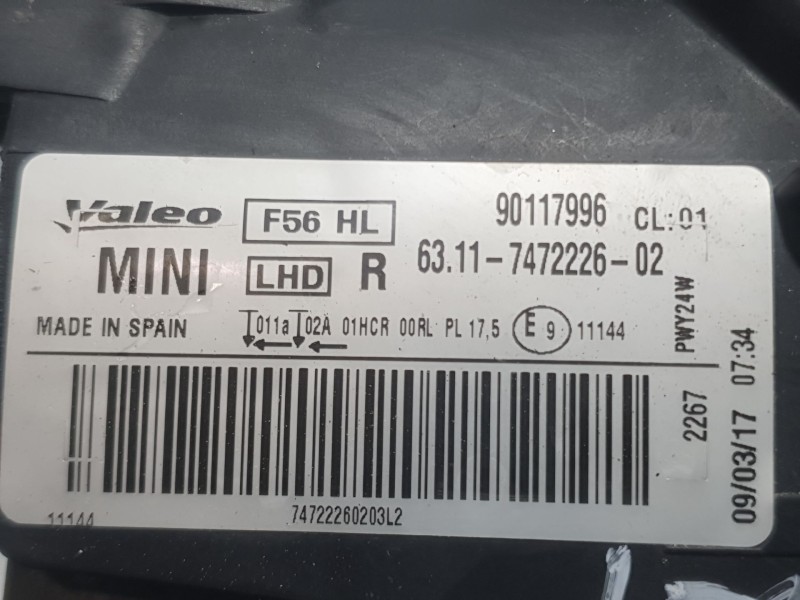 Valeo F56 HL 90117996 CL:01
MINI LHD R 63.11-7472226-02
MADE IN SPAIN 011a 02A 01HCR 00RL PL 17,5 E 9 11144
PWY24W
2267
09/03/17 07:34
11144 74722260203L2